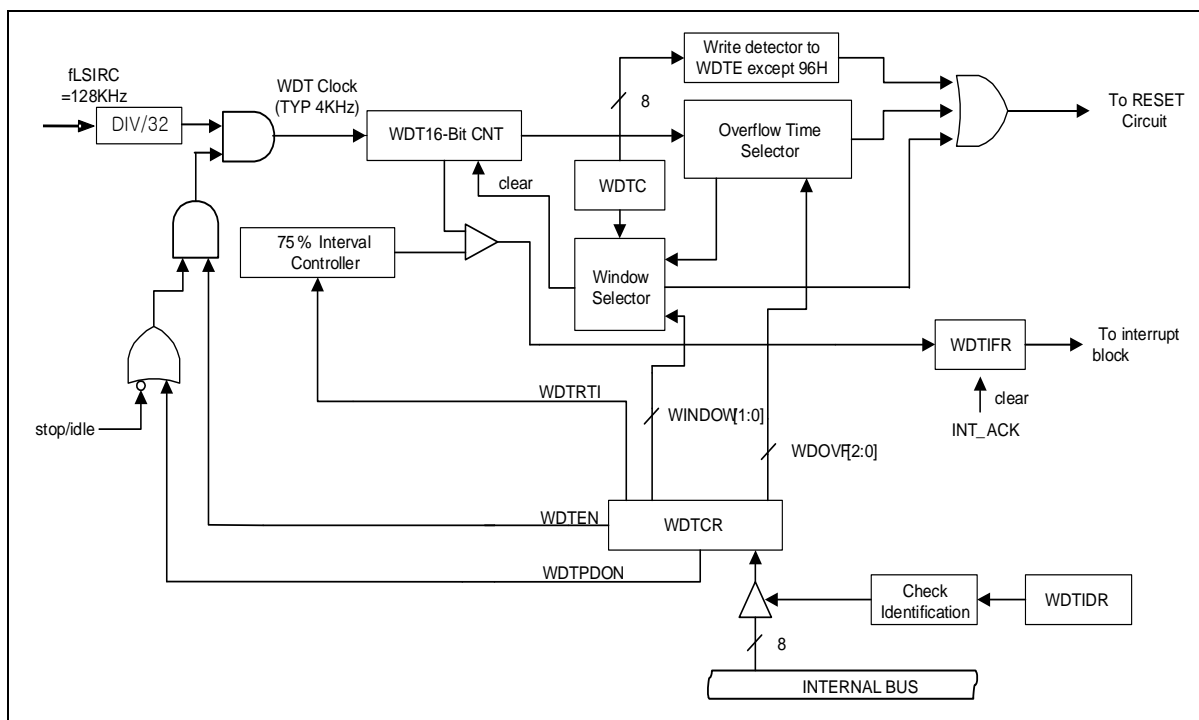 fLSIRC
=128KHz
DIV/32
WDT Clock
(TYP 4KHz)
WDT16-Bit CNT
clear
Write detector to
WDTE except 96H
8
Overflow Time
Selector
WDTC
To RESET
Circuit
75% Interval
Controller
Window
Selector
WDTIFR
To interrupt
block
clear
INT_ACK
stop/idle
WDTRTI
WINDOW[1:0]
WDOVF[2:0]
WDTEN
WDTCR
WDTPDON
Check
Identification
WDTIDR
8
INTERNAL BUS